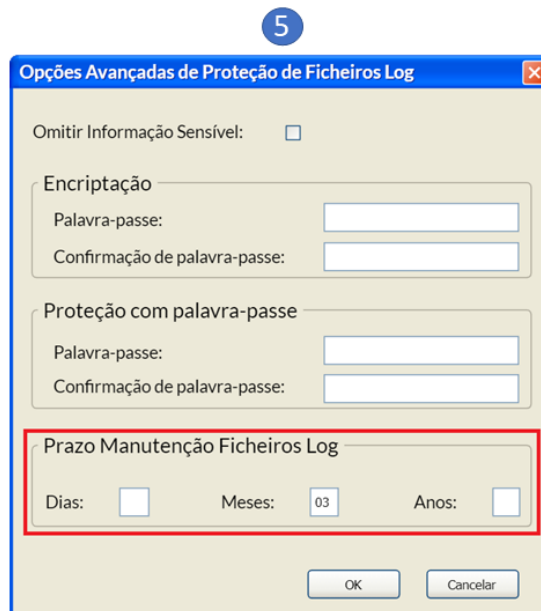 5
Opções Avançadas de Proteção de Ficheiros Log
Omitir Informação Sensível:
Encriptação
Palavra-passe:
Confirmação de palavra-passe:
Proteção com palavra-passe
Palavra-passe:
Confirmação de palavra-passe:
Prazo Manutenção Ficheiros Log
Dias: Meses: 03 Anos:
OK Cancelar